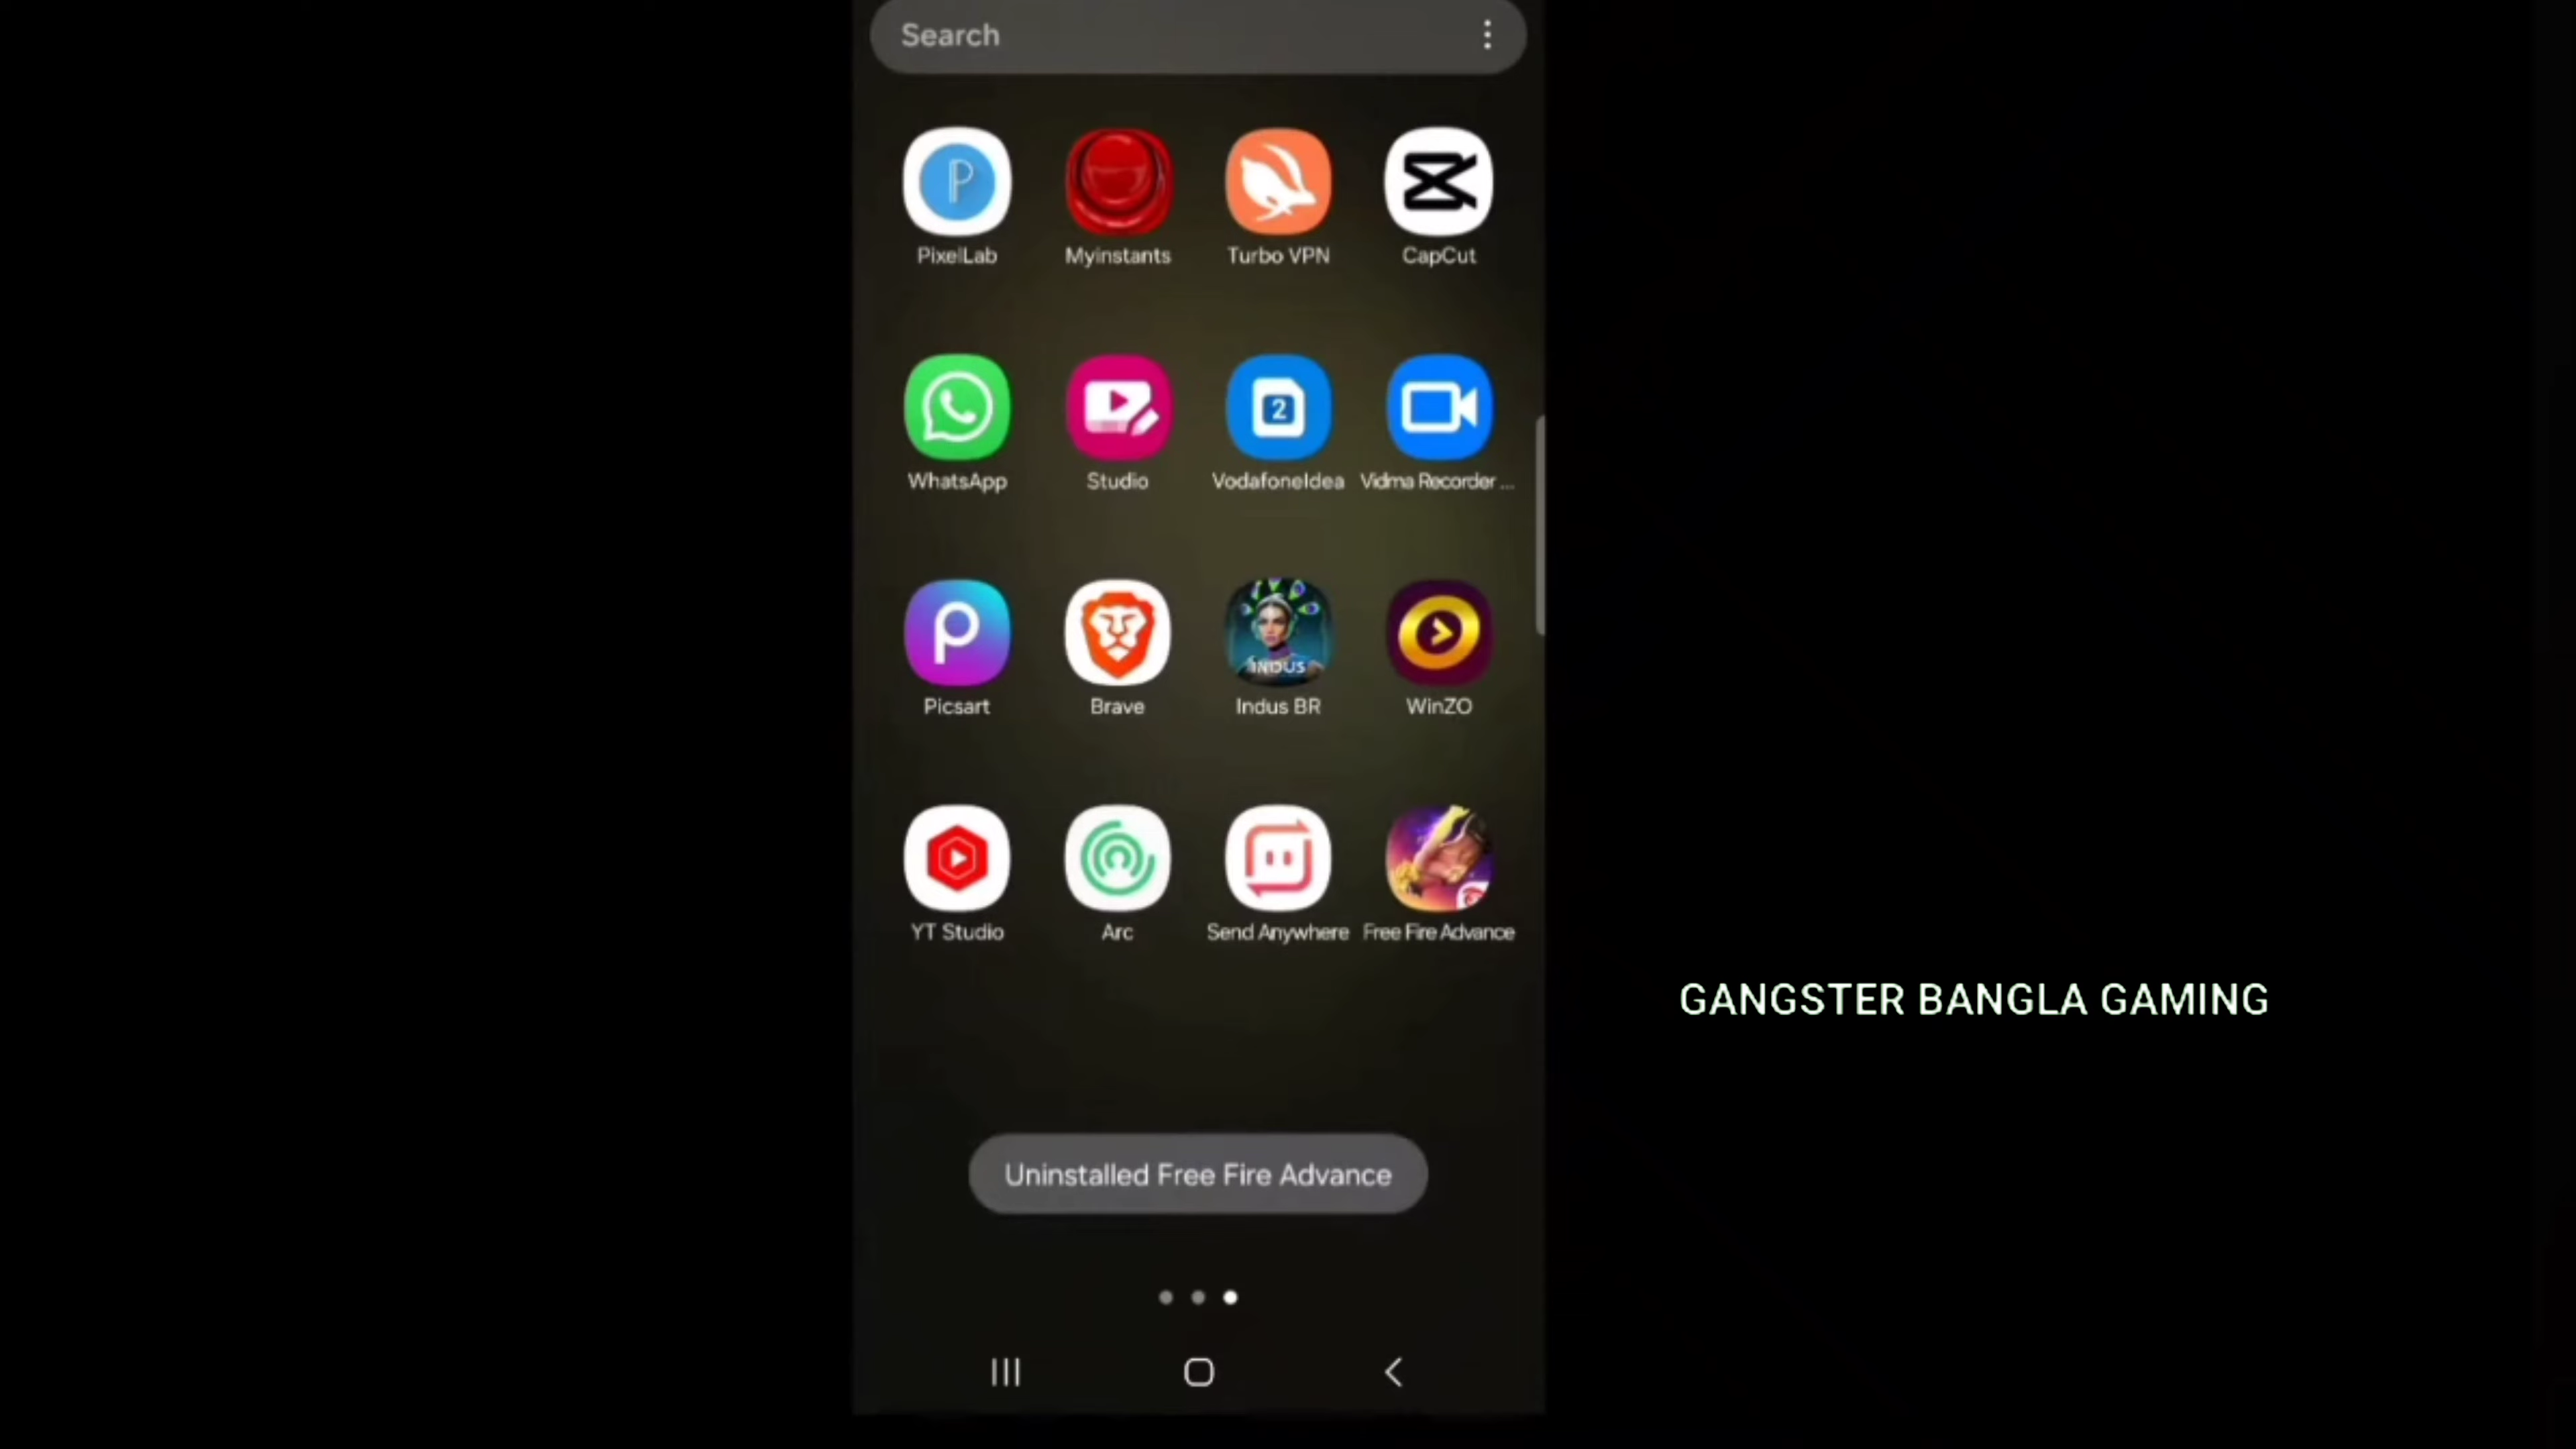 Search
PixelLab
Myinstants
Turbo VPN
CapCut
WhatsApp
Studio
2
VodafoneIdea
Vidma Recorder ...
INDUS
Picsart
Brave
Indus BR
WinZO
YT Studio
Arc
Send Anywhere
Free Fire Advance
GANGSTER BANGLA GAMING
Uninstalled Free Fire Advance